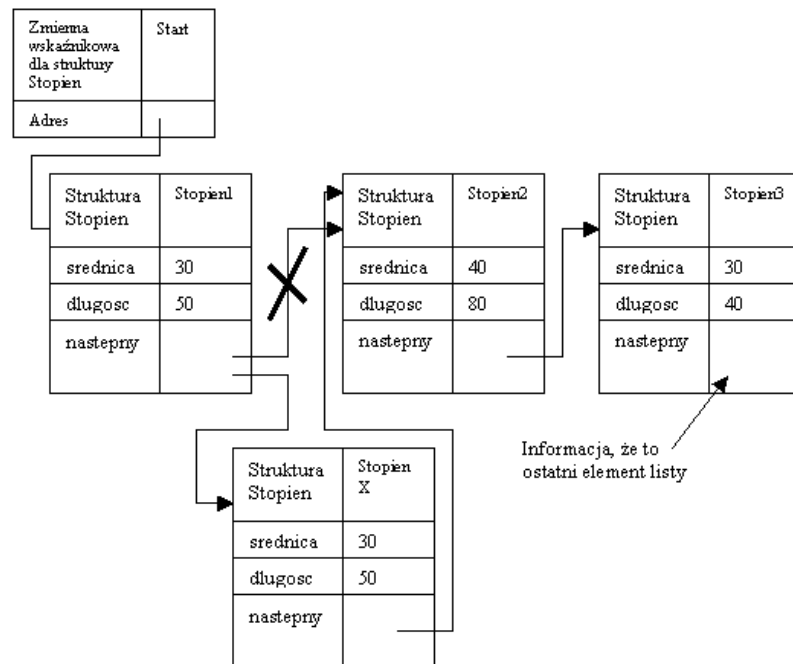 Zmienna
wskaźnikowa
dla struktury
Stopien
Start
Adres
Struktura
Stopien
Stopien1
srednica
30
dlugosc
50
nastepny
Struktura
Stopien
Stopien2
srednica
40
dlugosc
80
nastepny
Struktura
Stopien
Stopien3
srednica
30
dlugosc
40
nastepny
Informacja, że to
ostatni element listy
Struktura
Stopien
Stopien
X
srednica
30
dlugosc
50
nastepny